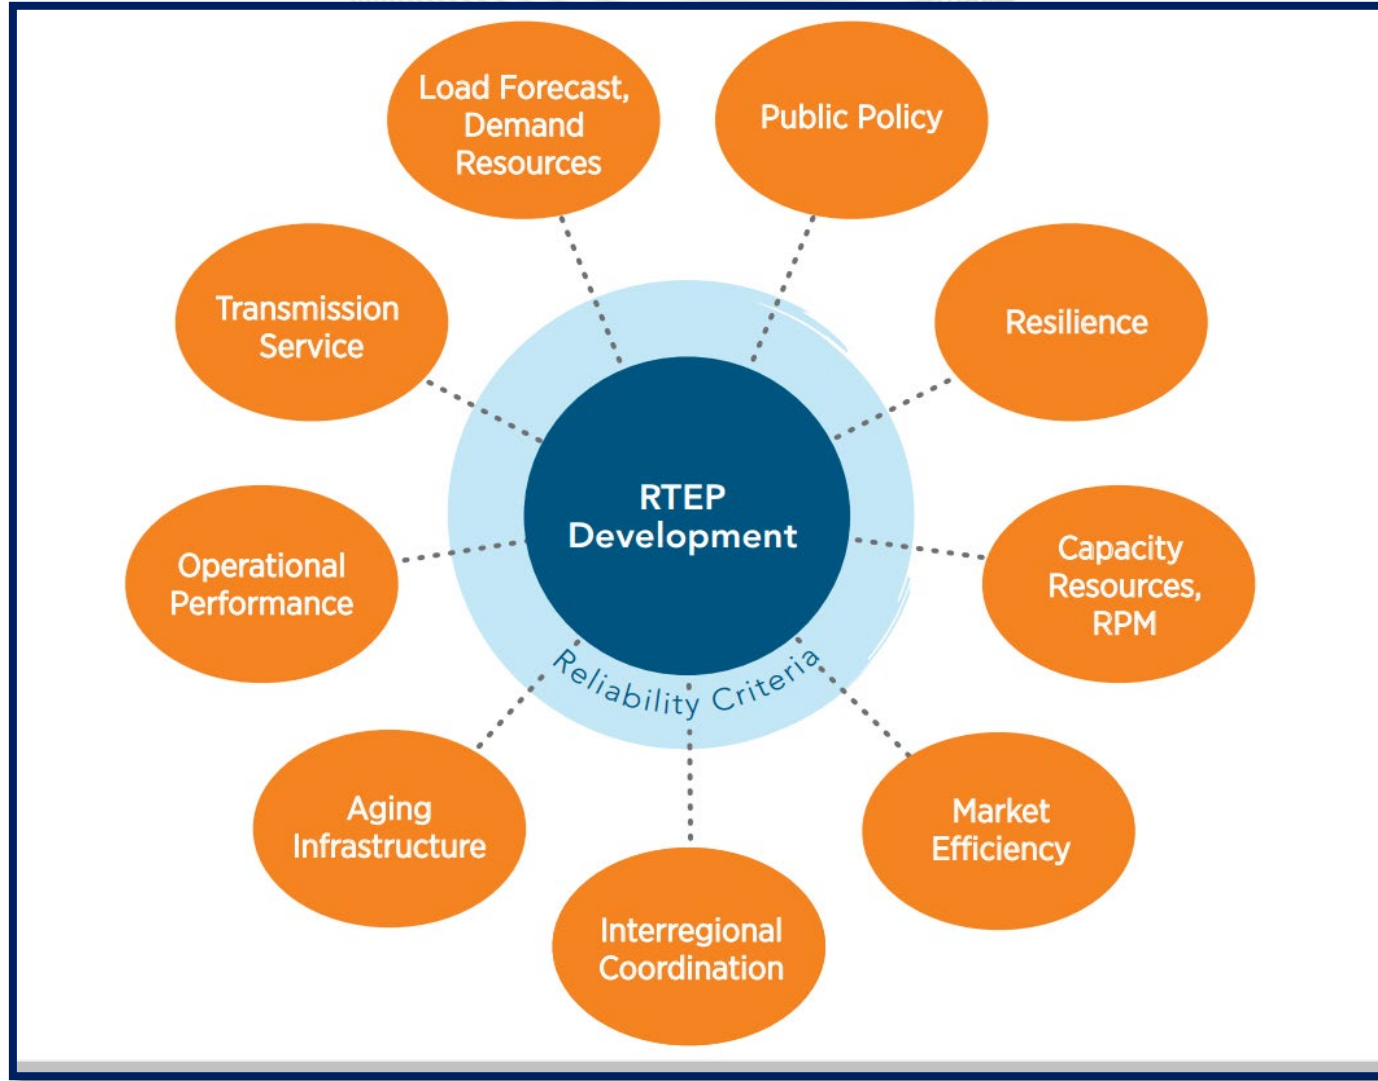 Load Forecast,
Demand
Resources
Public Policy
Transmission
Service
Resilience
RTEP
Development
Operational
Performance
Capacity
Resources,
RPM
Reliability Criteria
Aging
Infrastructure
Market
Efficiency
Interregional
Coordination